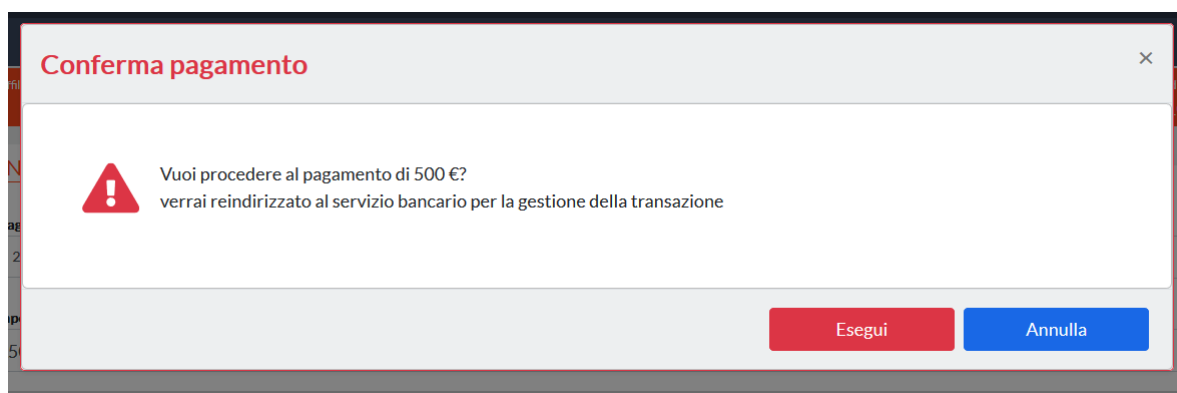 Conferma pagamento
×
Vuoi procedere al pagamento di 500 €?
verrai reindirizzato al servizio bancario per la gestione della transazione
Esegui
Annulla